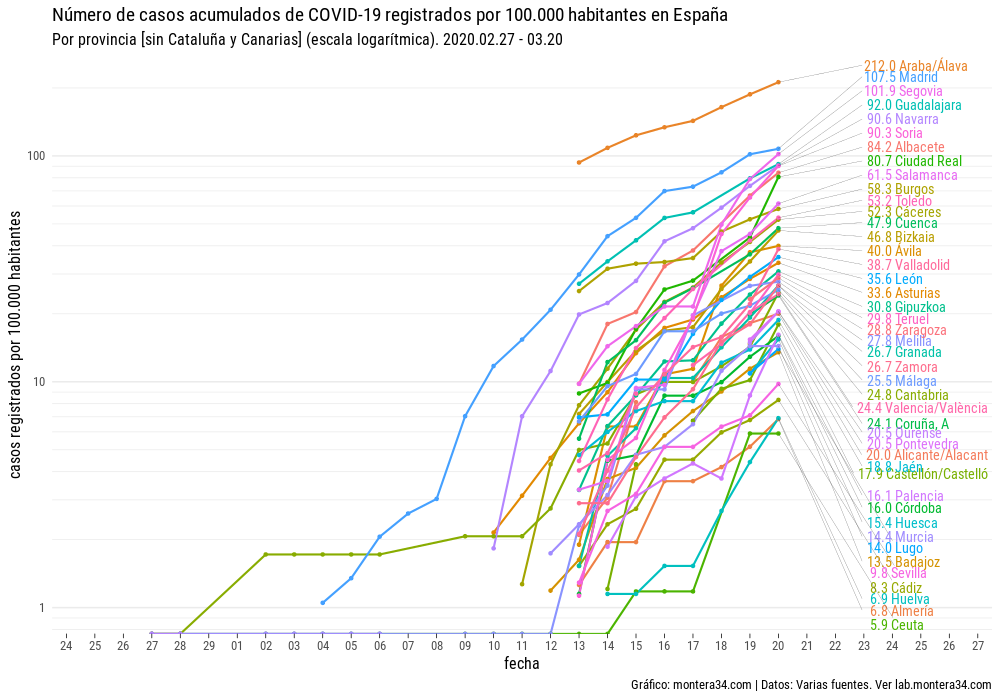 Número de casos acumulados de COVID-19 registrados por 100.000 habitantes en España
Por provincia [sin Cataluña y Canarias] (escala logarítmica). 2020.02.27 - 03.20
casos registrados por 100.000 habitantes
100
10
1
212.0 Araba/Álava
107.5 Madrid
101.9 Segovia
92.0 Guadalajara
90.6 Navarra
90.3 Soria
84.2 Albacete
80.7 Ciudad Real
61.5 Salamanca
58.3 Burgos
53.2 Toledo
52.3 Cáceres
47.9 Cuenca
46.8 Bizkaia
40.0 Ávila
38.7 Valladolid
35.6 León
33.6 Asturias
30.8 Gipuzkoa
29.8 Teruel
28.8 Zaragoza
27.8 Melilla
26.7 Granada
26.7 Zamora
25.5 Málaga
24.8 Cantabria
24.4 Valencia/València
24.1 Coruña, A
20.5 Ourense
20.5 Pontevedra
20.0 Alicante/Alacant
18.8 Jaén
17.9 Castellón/Castelló
16.1 Palencia
16.0 Córdoba
15.4 Huesca
14.4 Murcia
14.0 Lugo
13.5 Badajoz
9.8 Sevilla
8.3 Cádiz
6.9 Huelva
6.8 Almería
5.9 Ceuta
24 25 26 27 28 29 01 02 03 04 05 06 07 08 09 10 11 12 13 14 15 16 17 18 19 20 21 22 23 24 25 26 27
fecha
Gráfico: montera34.com | Datos: Varias fuentes. Ver lab.montera34.com